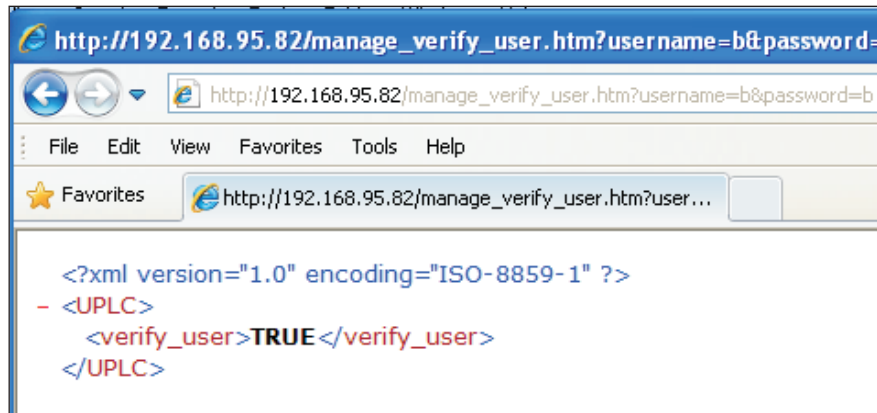 http://192.168.95.82/manage_verify_user.htm?username=b&password=
http://192.168.95.82/manage_verify_user.htm?username=b&password=b
File Edit View Favorites Tools Help
Favorites http://192.168.95.82/manage_verify_user.htm?user...
<?xml version="1.0" encoding="ISO-8859-1" ?>
- <UPLC>
<verify_user>TRUE</verify_user>
</UPLC>